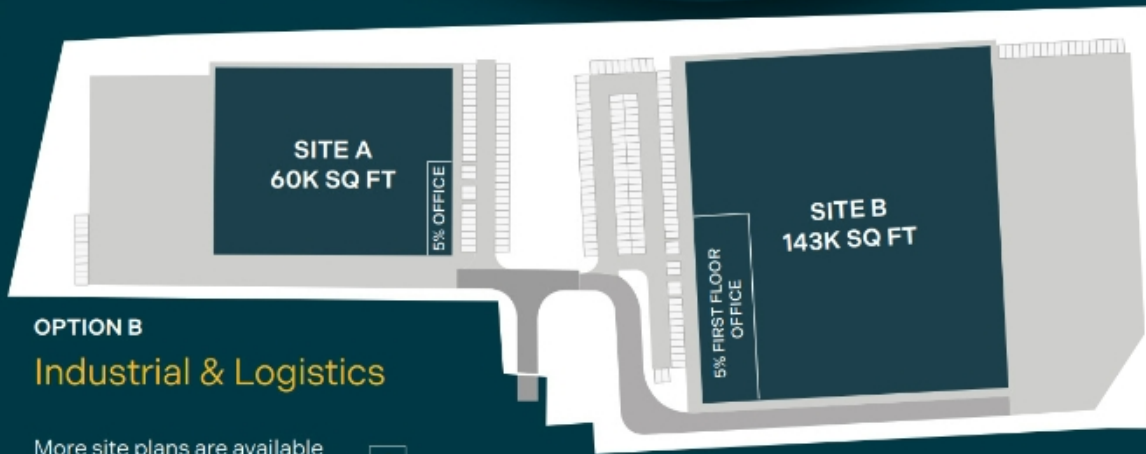 SITE A
60K SQ FT
5% OFFICE
SITE B
143K SQ FT
5% FIRST FLOOR
OFFICE
OPTION B
Industrial & Logistics
More site plans are available